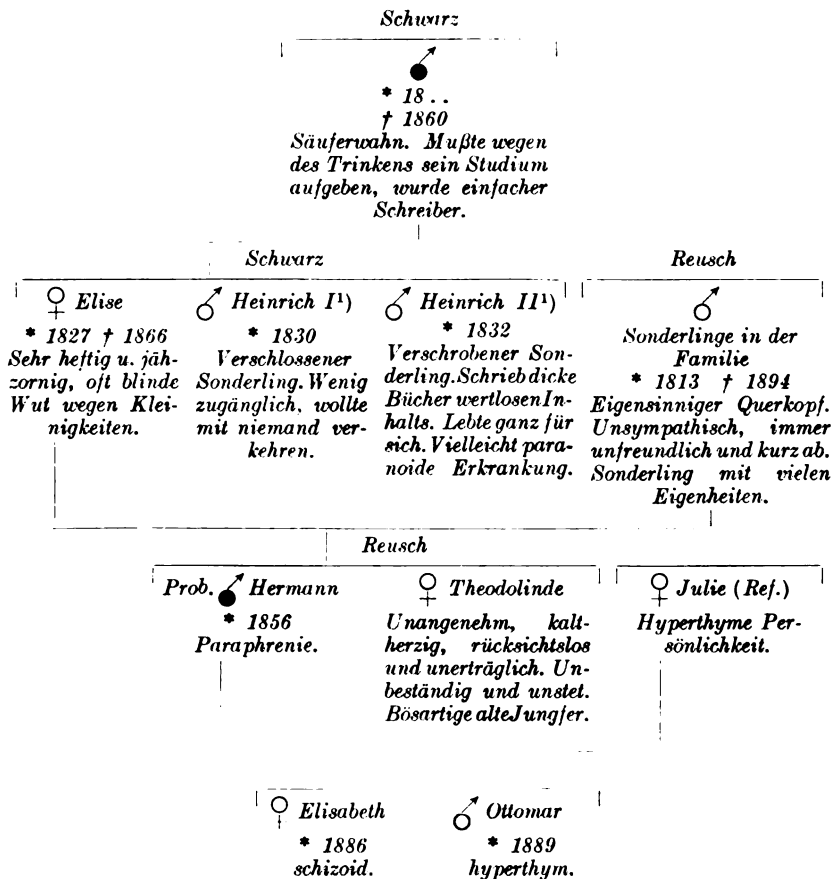 Schwarz
* 18 . .
† 1860
Säuferwahn. Mußte wegen
des Trinkens sein Studium
aufgeben, wurde einfacher
Schreiber.
Schwarz
♀ Elise
* 1827 † 1866
Sehr heftig u. jäh-
zornig, oft blinde
Wut wegen Klei-
nigkeiten.
♂ Heinrich I¹)
* 1830
Verschlossener
Sonderling. Wenig
zugänglich, wollte
mit niemand ver-
kehren.
♂ Heinrich II¹)
* 1832
Verschrobener Son-
derling. Schrieb dicke
Bücher wertlosen In-
halts. Lebte ganz für
sich. Vielleicht para-
noide Erkrankung.
Reusch
♂
Sonderlinge in der
Familie
* 1813 † 1894
Eigensinniger Querkopf.
Unsympathisch, immer
unfreundlich und kurz ab.
Sonderling mit vielen
Eigenheiten.
Reusch
Prob. ♂ Hermann
* 1856
Paraphrenie.
♀ Theodolinde
Unangenehm, kalt-
herzig, rücksichtslos
und unerträglich. Un-
beständig und unstet.
Bösartige alte Jungfer.
♀ Julie (Ref.)
Hyperthyme Per-
sönlichkeit.
♀ Elisabeth
* 1886
schizoid.
♂ Ottomar
* 1889
hyperthym.